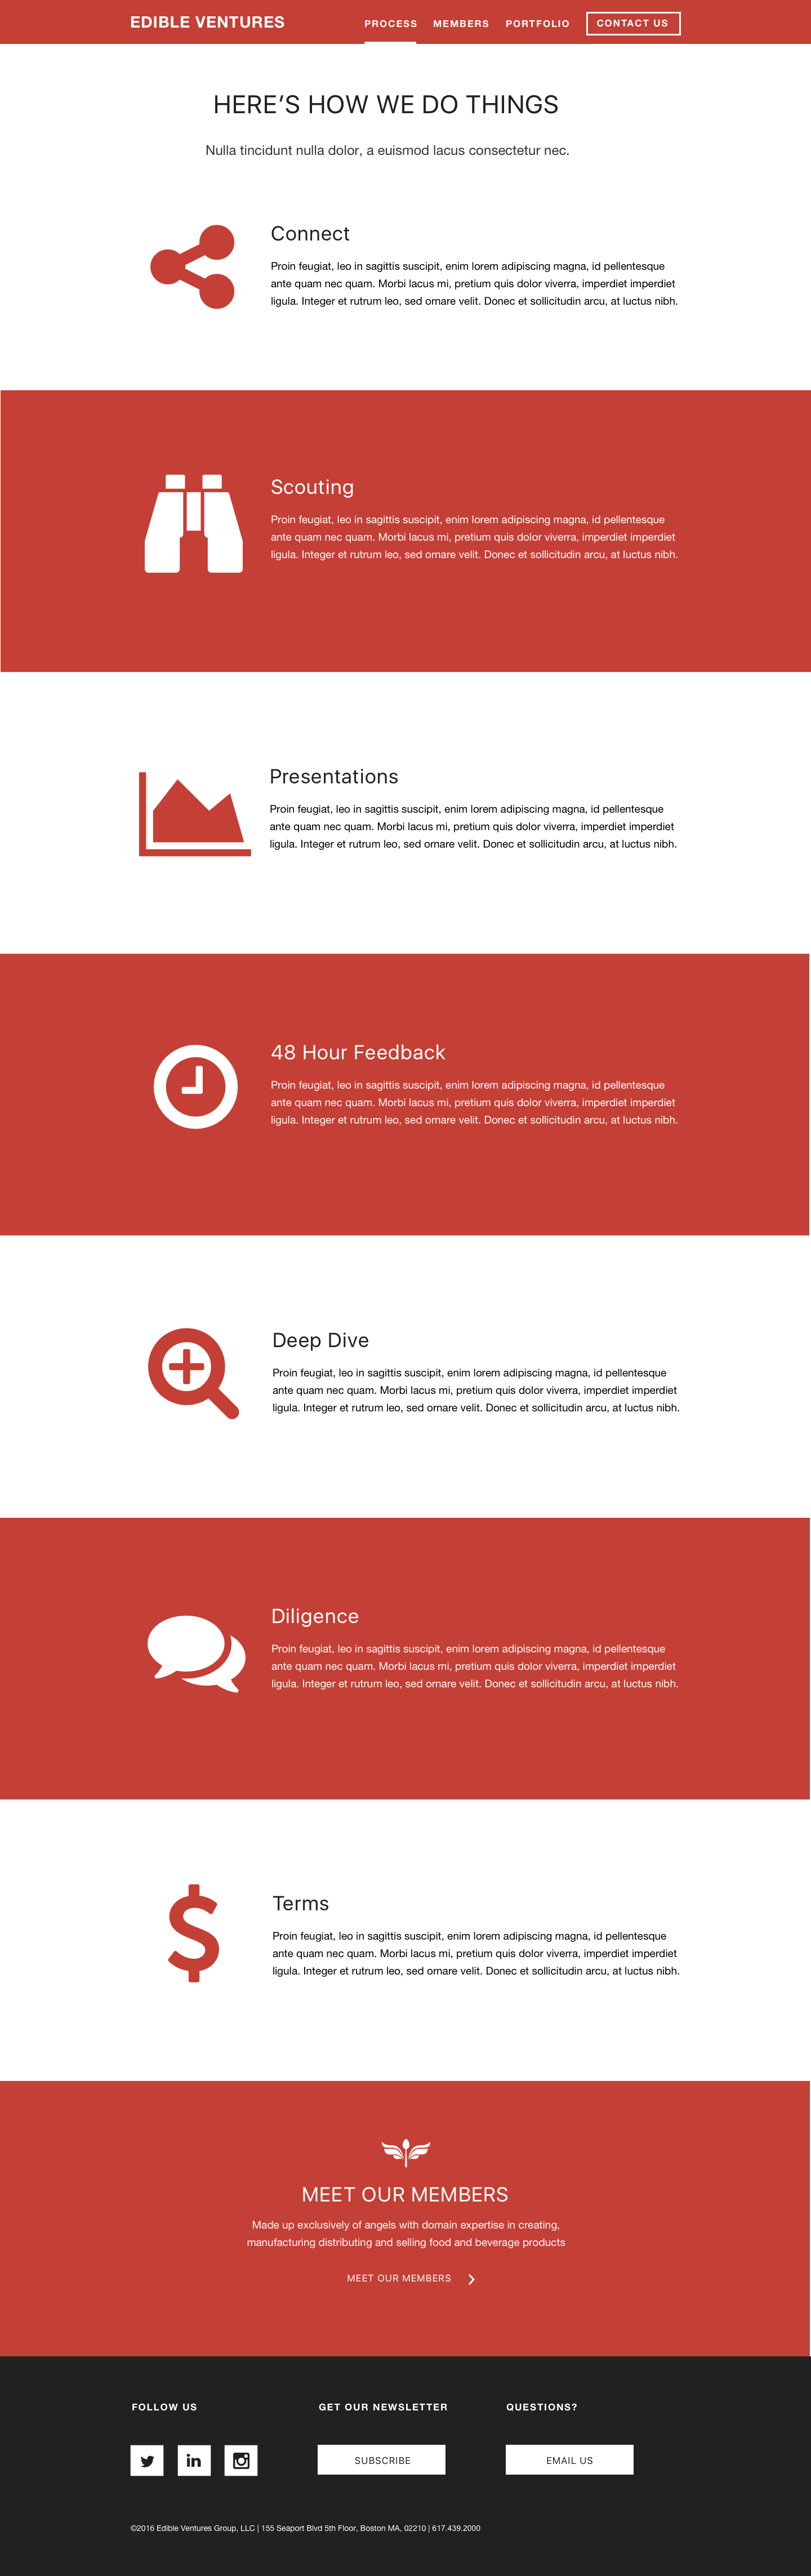 EDIBLE VENTURES
PROCESS MEMBERS PORTFOLIO CONTACT US
HERE’S HOW WE DO THINGS
Nulla tincidunt nulla dolor, a euismod lacus consectetur nec.
Connect
Proin feugiat, leo in sagittis suscipit, enim lorem adipiscing magna, id pellentesque
ante quam nec quam. Morbi lacus mi, pretium quis dolor viverra, imperdiet imperdiet
ligula. Integer et rutrum leo, sed ornare velit. Donec et sollicitudin arcu, at luctus nibh.
Scouting
Proin feugiat, leo in sagittis suscipit, enim lorem adipiscing magna, id pellentesque
ante quam nec quam. Morbi lacus mi, pretium quis dolor viverra, imperdiet imperdiet
ligula. Integer et rutrum leo, sed ornare velit. Donec et sollicitudin arcu, at luctus nibh.
Presentations
Proin feugiat, leo in sagittis suscipit, enim lorem adipiscing magna, id pellentesque
ante quam nec quam. Morbi lacus mi, pretium quis dolor viverra, imperdiet imperdiet
ligula. Integer et rutrum leo, sed ornare velit. Donec et sollicitudin arcu, at luctus nibh.
48 Hour Feedback
Proin feugiat, leo in sagittis suscipit, enim lorem adipiscing magna, id pellentesque
ante quam nec quam. Morbi lacus mi, pretium quis dolor viverra, imperdiet imperdiet
ligula. Integer et rutrum leo, sed ornare velit. Donec et sollicitudin arcu, at luctus nibh.
Deep Dive
Proin feugiat, leo in sagittis suscipit, enim lorem adipiscing magna, id pellentesque
ante quam nec quam. Morbi lacus mi, pretium quis dolor viverra, imperdiet imperdiet
ligula. Integer et rutrum leo, sed ornare velit. Donec et sollicitudin arcu, at luctus nibh.
Diligence
Proin feugiat, leo in sagittis suscipit, enim lorem adipiscing magna, id pellentesque
ante quam nec quam. Morbi lacus mi, pretium quis dolor viverra, imperdiet imperdiet
ligula. Integer et rutrum leo, sed ornare velit. Donec et sollicitudin arcu, at luctus nibh.
Terms
Proin feugiat, leo in sagittis suscipit, enim lorem adipiscing magna, id pellentesque
ante quam nec quam. Morbi lacus mi, pretium quis dolor viverra, imperdiet imperdiet
ligula. Integer et rutrum leo, sed ornare velit. Donec et sollicitudin arcu, at luctus nibh.
MEET OUR MEMBERS
Made up exclusively of angels with domain expertise in creating,
manufacturing distributing and selling food and beverage products
MEET OUR MEMBERS
FOLLOW US GET OUR NEWSLETTER QUESTIONS?
in SUBSCRIBE EMAIL US
©2016 Edible Ventures Group, LLC | 155 Seaport Blvd 5th Floor, Boston MA, 02210 | 617.439.2000